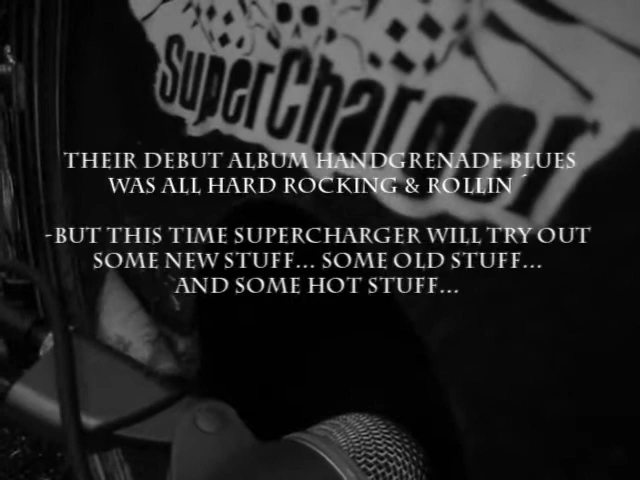 SuperCharger
THEIR DEBUT ALBUM HANDGRENADE BLUES
WAS ALL HARD ROCKING & ROLLIN´
-BUT THIS TIME SUPERCHARGER WILL TRY OUT
SOME NEW STUFF... SOME OLD STUFF...
AND SOME HOT STUFF...